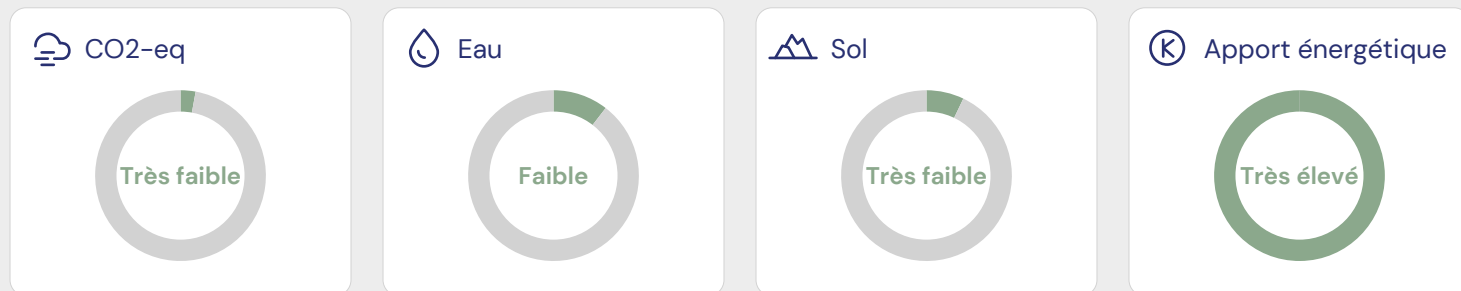 CO2-eq
Très faible
Eau
Faible
Sol
Très faible
Apport énergétique
Très élevé